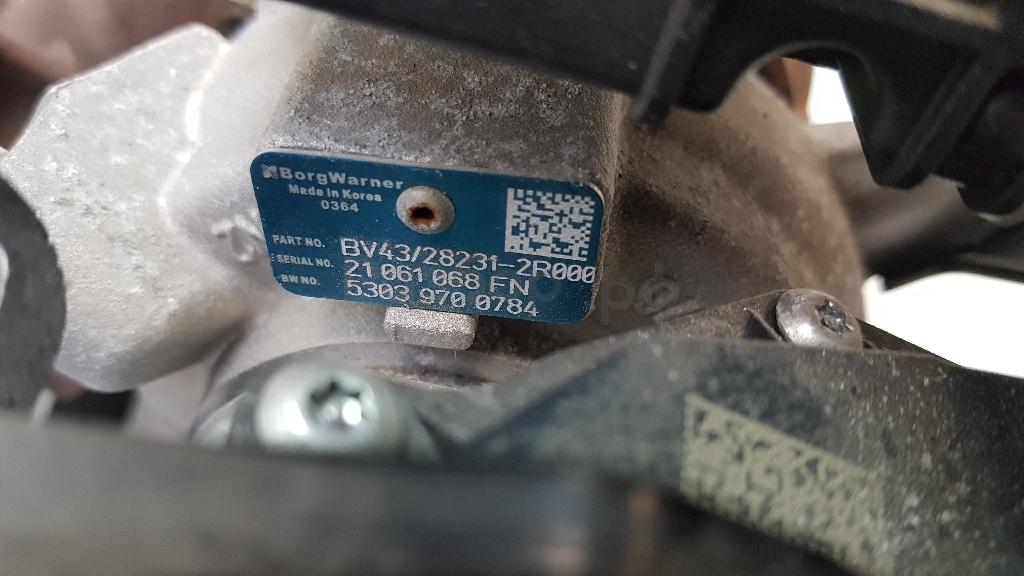 BorgWarner
Made in Korea
0364
PART NO. BV43/28231-2R000
SERIAL NO. 21 061 068 FN
BW NO. 5303 970 0784